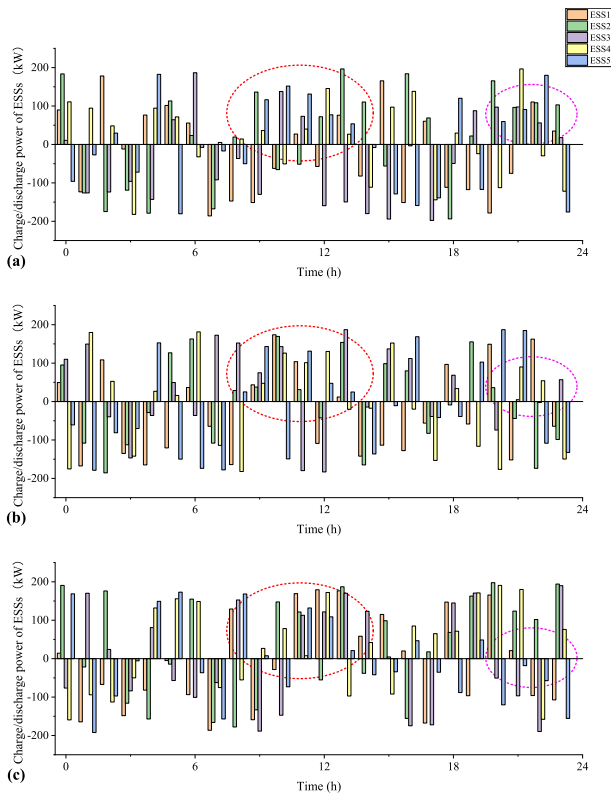 ESS1
ESS2
ESS3
ESS4
ESS5
Charge/discharge power of ESSs (kW)
200
100
0
-100
-200
0
6
12
18
24
Time (h)
(a)
Charge/discharge power of ESSs (kW)
200
100
0
-100
-200
0
6
12
18
24
Time (h)
(b)
Charge/discharge power of ESSs (kW)
200
100
0
-100
-200
0
6
12
18
24
Time (h)
(c)